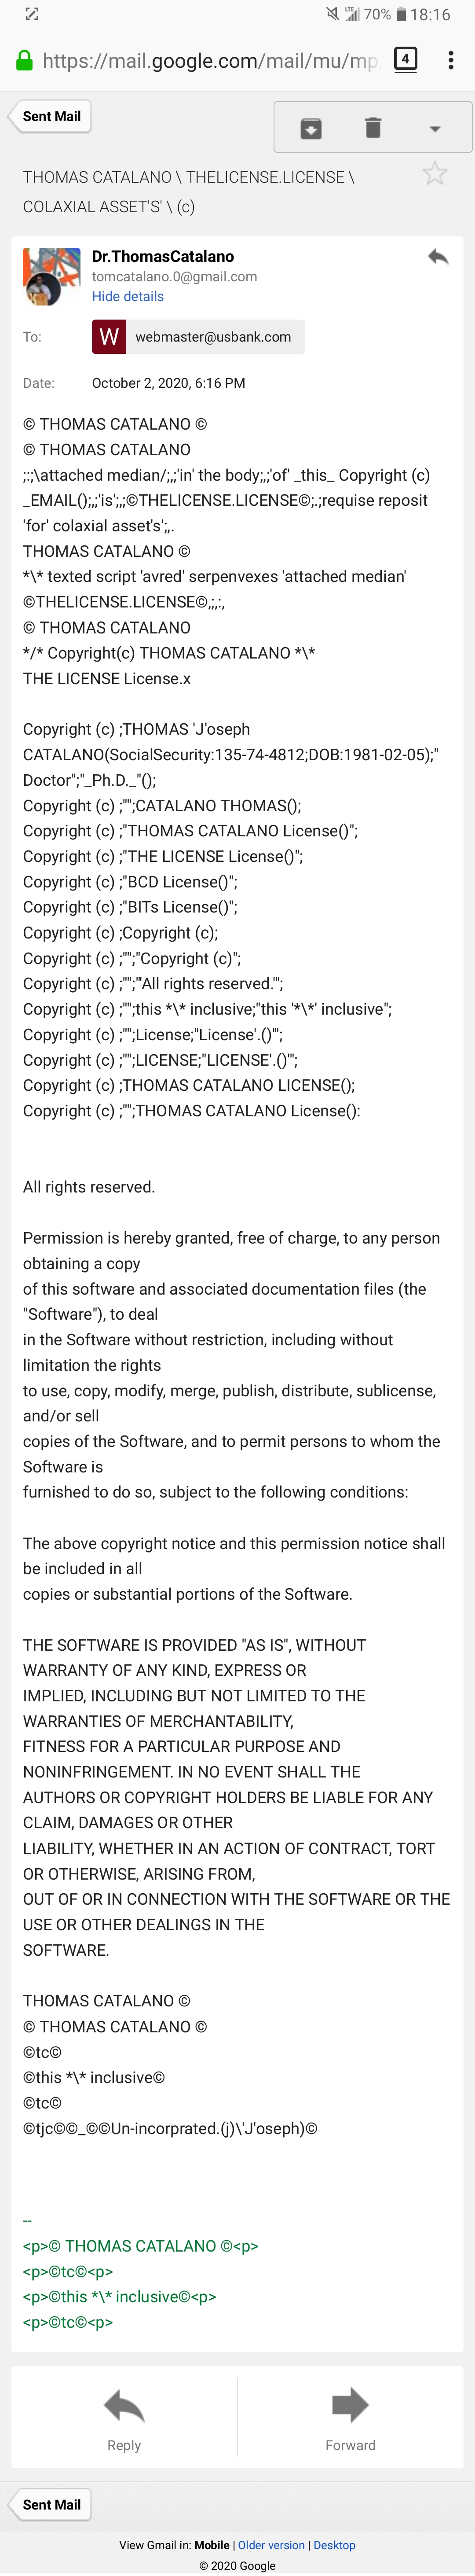 70% 18:16
https://mail.google.com/mail/mu/mp
4
Sent Mail
THOMAS CATALANO \ THELICENSE.LICENSE \
COLAXIAL ASSET'S' \ (c)
Dr.ThomasCatalano
tomcatalano.0@gmail.com
Hide details
To: W webmaster@usbank.com
Date: October 2, 2020, 6:16 PM
© THOMAS CATALANO ©
© THOMAS CATALANO
;:;\attached median/;,;'in' the body;,;'of' _this_ Copyright (c)
_EMAIL();,;'is';,;,©THELICENSE.LICENSE©;.;requise reposit
'for' colaxial asset's';,.
THOMAS CATALANO ©
*\* texted script 'avred' serpenvexes 'attached median'
©THELICENSE.LICENSE©,;,:,
© THOMAS CATALANO
*/* Copyright(c) THOMAS CATALANO *\*
THE LICENSE License.x
Copyright (c) ;THOMAS 'J'oseph
CATALANO(SocialSecurity:135-74-4812;DOB:1981-02-05);"
Doctor";"_Ph.D._"();
Copyright (c) ;"";CATALANO THOMAS();
Copyright (c) ;"THOMAS CATALANO License()";
Copyright (c) ;"THE LICENSE License()";
Copyright (c) ;"BCD License()";
Copyright (c) ;"BITs License()";
Copyright (c) ;Copyright (c);
Copyright (c) ;"";"Copyright (c)";
Copyright (c) ;"";"'All rights reserved.'";
Copyright (c) ;"";this *\* inclusive;"this '*\*' inclusive";
Copyright (c) ;"";License;"License'.()'";
Copyright (c) ;"";LICENSE;"LICENSE'.()'";
Copyright (c) ;THOMAS CATALANO LICENSE();
Copyright (c) ;"";THOMAS CATALANO License():
All rights reserved.
Permission is hereby granted, free of charge, to any person
obtaining a copy
of this software and associated documentation files (the
"Software"), to deal
in the Software without restriction, including without
limitation the rights
to use, copy, modify, merge, publish, distribute, sublicense,
and/or sell
copies of the Software, and to permit persons to whom the
Software is
furnished to do so, subject to the following conditions:
The above copyright notice and this permission notice shall
be included in all
copies or substantial portions of the Software.
THE SOFTWARE IS PROVIDED "AS IS", WITHOUT
WARRANTY OF ANY KIND, EXPRESS OR
IMPLIED, INCLUDING BUT NOT LIMITED TO THE
WARRANTIES OF MERCHANTABILITY,
FITNESS FOR A PARTICULAR PURPOSE AND
NONINFRINGEMENT. IN NO EVENT SHALL THE
AUTHORS OR COPYRIGHT HOLDERS BE LIABLE FOR ANY
CLAIM, DAMAGES OR OTHER
LIABILITY, WHETHER IN AN ACTION OF CONTRACT, TORT
OR OTHERWISE, ARISING FROM,
OUT OF OR IN CONNECTION WITH THE SOFTWARE OR THE
USE OR OTHER DEALINGS IN THE
SOFTWARE.
THOMAS CATALANO ©
© THOMAS CATALANO ©
©tc©
©this *\* inclusive©
©tc©
©tjc©©_©©Un-incorprated.(j)\'J'oseph)©
--
<p>© THOMAS CATALANO ©<p>
<p>©tc©<p>
<p>©this *\* inclusive©<p>
<p>©tc©<p>
Reply Forward
Sent Mail
View Gmail in: Mobile | Older version | Desktop
© 2020 Google